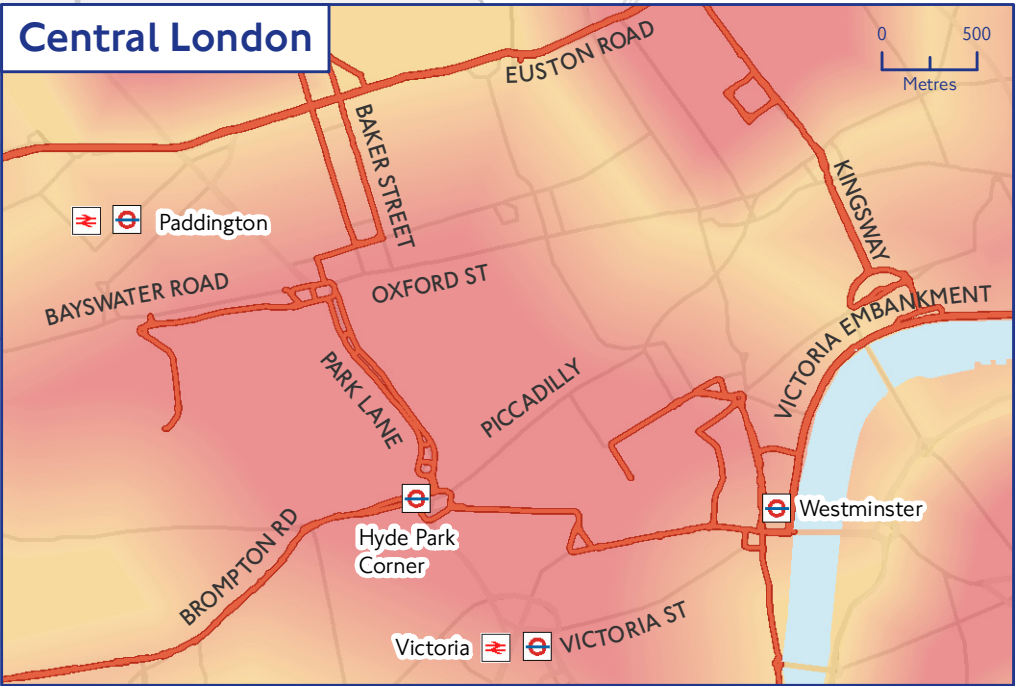 Central London
0 500
Metres
EUSTON ROAD
BAKER STREET
KINGSWAY
Paddington
BAYSWATER ROAD
OXFORD ST
VICTORIA EMBANKMENT
PARK LANE
PICCADILLY
Westminster
Hyde Park
Corner
BROMPTON RD
Victoria
VICTORIA ST